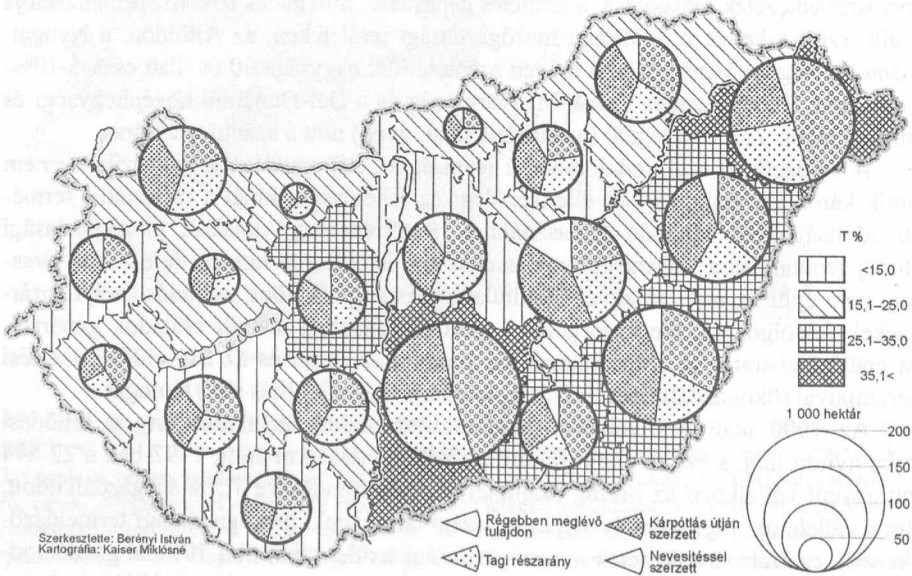 T %
<15,0
15,1–25,0
25,1–35,0
35,1<
1 000 hektár
200
150
100
50
Régebben meglévő tulajdon
Kárpótlás útján szerzett
Tagi részarány
Nevesítéssel szerzett
Szerkesztette: Berényi István
Kartográfia: Kaiser Miklósné